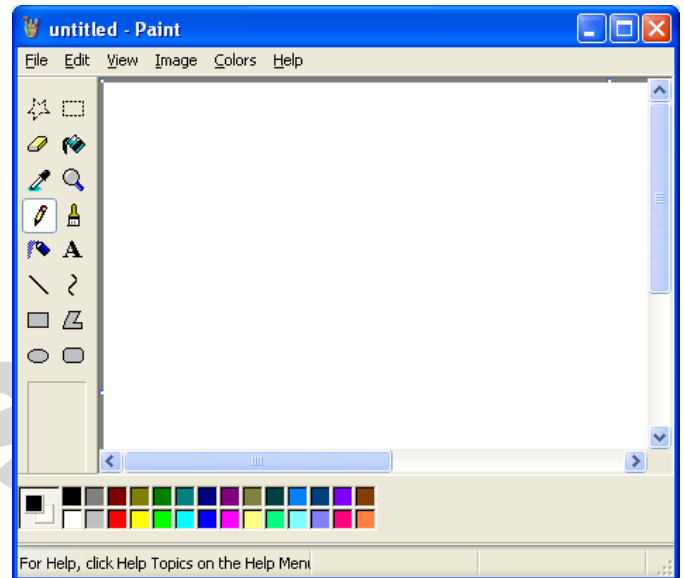 untitled - Paint
File Edit View Image Colors Help
A
For Help, click Help Topics on the Help Menu